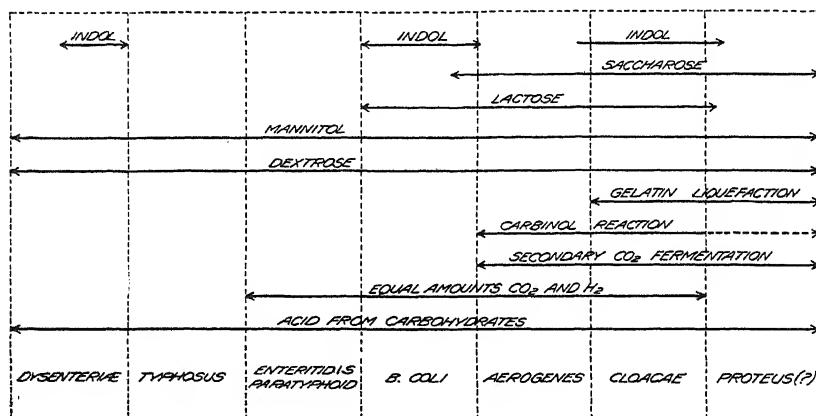 INDOL INDOL INDOL
SACCHAROSE
LACTOSE
MANNITOL
DEXTROSE
GELATIN LIQUEFACTION
CARBINOL REACTION
SECONDARY CO₂ FERMENTATION
EQUAL AMOUNTS CO₂ AND H₂
ACID FROM CARBOHYDRATES
DYSENTERIÆ TYPHOSUS ENTERITIDIS PARATYPHOID B. COLI AEROGENES CLOACAE PROTEUS(?)